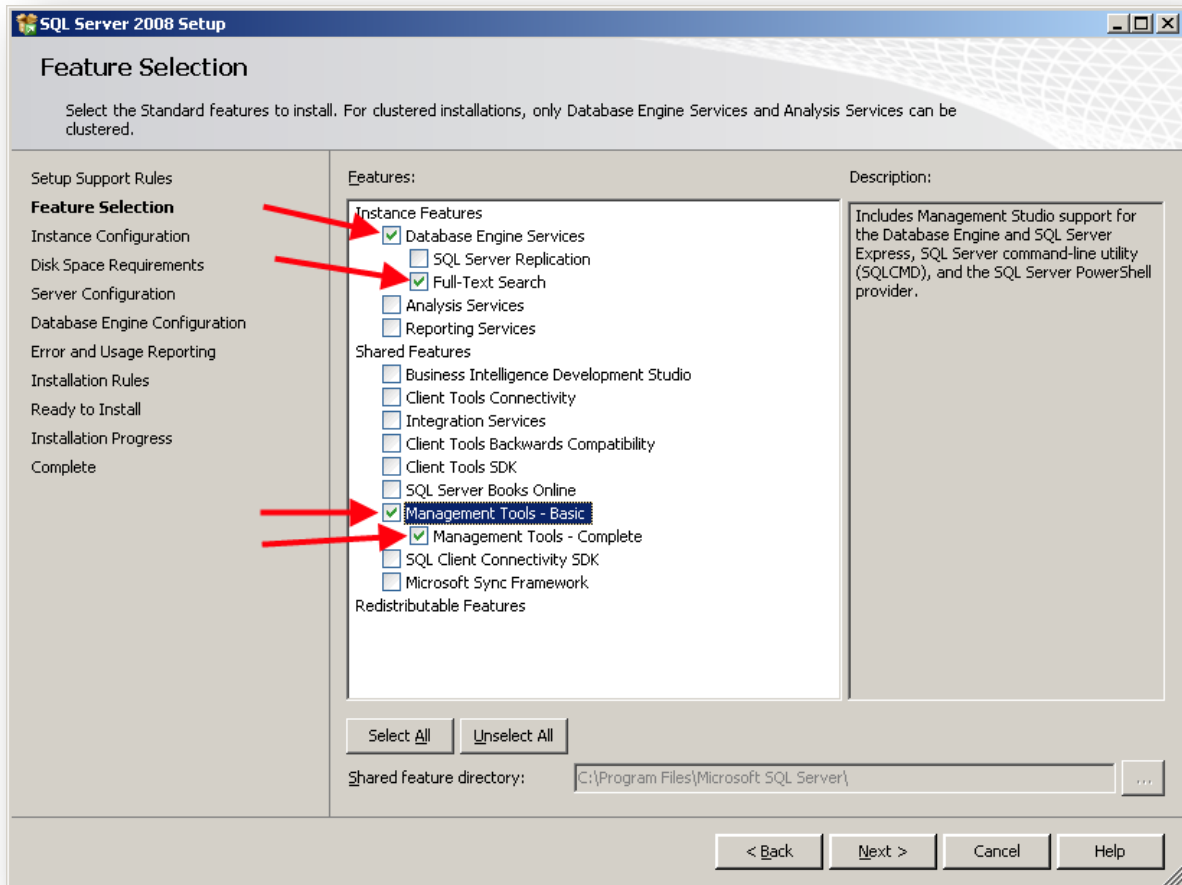 SQL Server 2008 Setup
Feature Selection
Select the Standard features to install. For clustered installations, only Database Engine Services and Analysis Services can be
clustered.
Setup Support Rules
Feature Selection
Instance Configuration
Disk Space Requirements
Server Configuration
Database Engine Configuration
Error and Usage Reporting
Installation Rules
Ready to Install
Installation Progress
Complete
Features:
Instance Features
Database Engine Services
SQL Server Replication
Full-Text Search
Analysis Services
Reporting Services
Shared Features
Business Intelligence Development Studio
Client Tools Connectivity
Integration Services
Client Tools Backwards Compatibility
Client Tools SDK
SQL Server Books Online
Management Tools - Basic
Management Tools - Complete
SQL Client Connectivity SDK
Microsoft Sync Framework
Redistributable Features
Description:
Includes Management Studio support for
the Database Engine and SQL Server
Express, SQL Server command-line utility
(SQLCMD), and the SQL Server PowerShell
provider.
Select All
Unselect All
Shared feature directory:
C:\Program Files\Microsoft SQL Server\
...
< Back
Next >
Cancel
Help